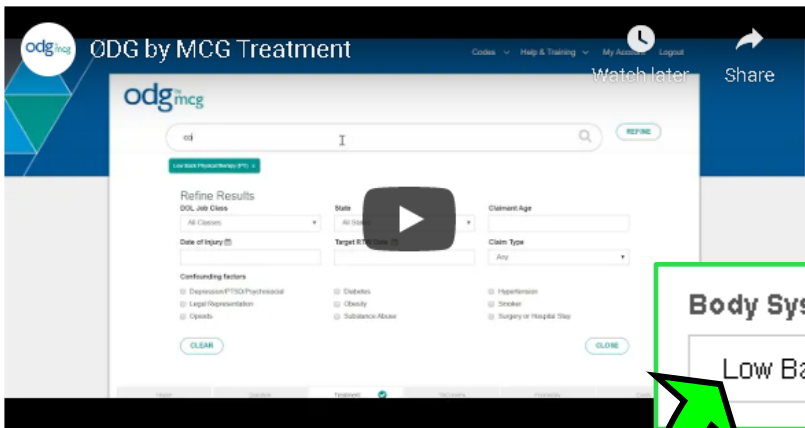 odg mcg
ODG by MCG Treatment
Codes Help & Training My Account Logout
Watch later Share
odg mcg
REFINE
Low Back Physical therapy (PT) x
Refine Results
DOL Job Class State Claimant Age
All Classes All
Date of Injury Target RTW Date Claim Type
Any
Confounding factors
Depression/PTSD/Psychosocial Diabetes Hypertension
Legal Representation Obesity Smoker
Opioids Substance Abuse Surgery or Hospital Stay
CLEAR CLOSE
Treatment
Body Sys
Low Ba